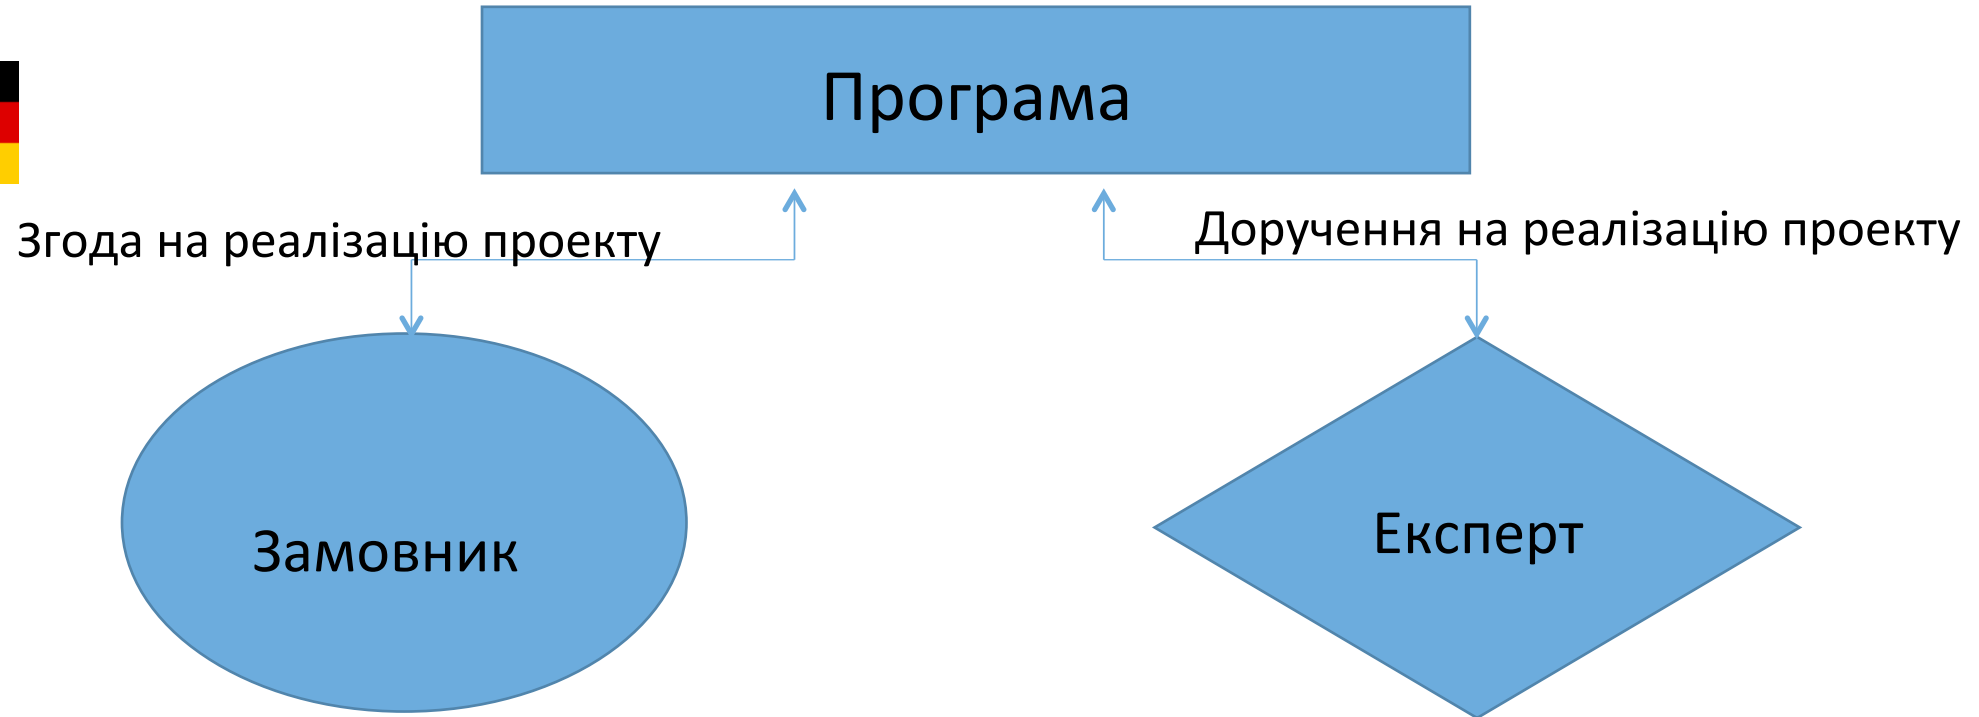 Програма
Згода на реалізацію проекту
Доручення на реалізацію проекту
Замовник
Експерт